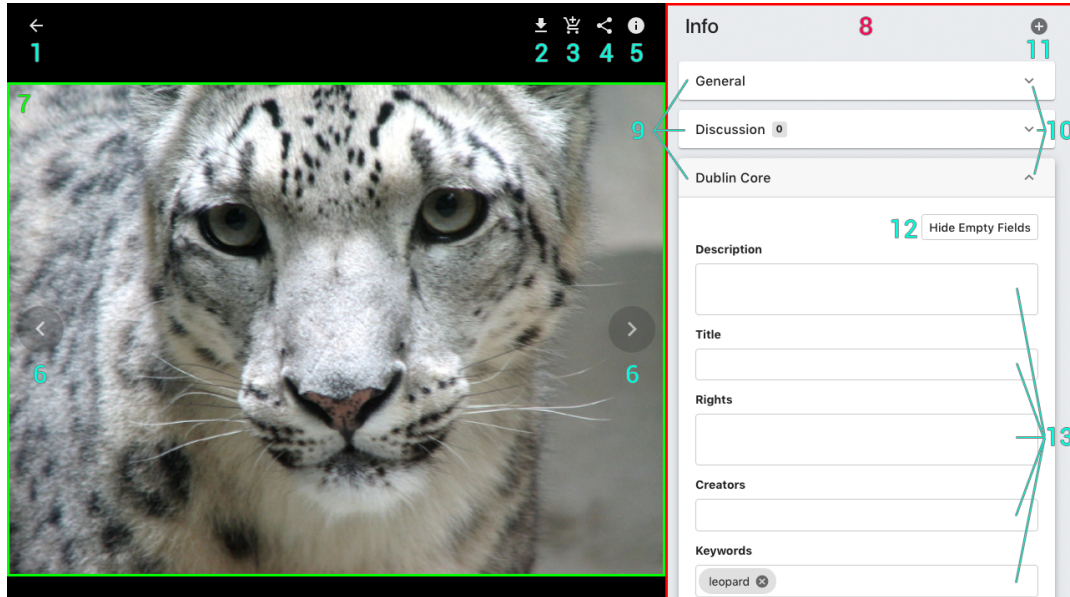 1
2
3
4
5
7
6
6
Info
8
11
General
Discussion 0
9
10
Dublin Core
12
Hide Empty Fields
Description
Title
Rights
13
Creators
Keywords
leopard